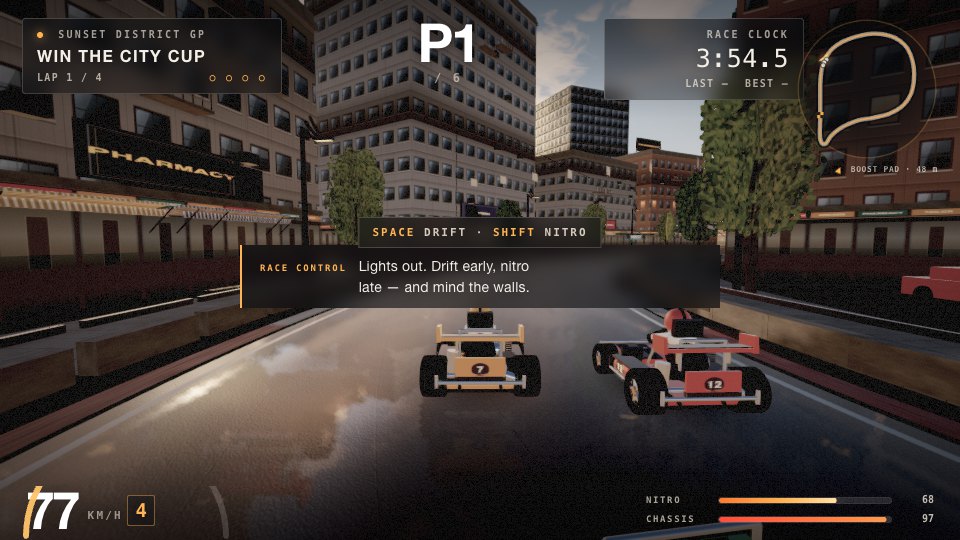 SUNSET DISTRICT GP
WIN THE CITY CUP
LAP 1 / 4
P1
/ 6
RACE CLOCK
3:54.5
LAST — BEST —
BOOST PAD · 48 m
PHARMACY
SPACE DRIFT · SHIFT NITRO
RACE CONTROL Lights out. Drift early, nitro
late — and mind the walls.
7
12
77 KM/H 4
NITRO 68
CHASSIS 97